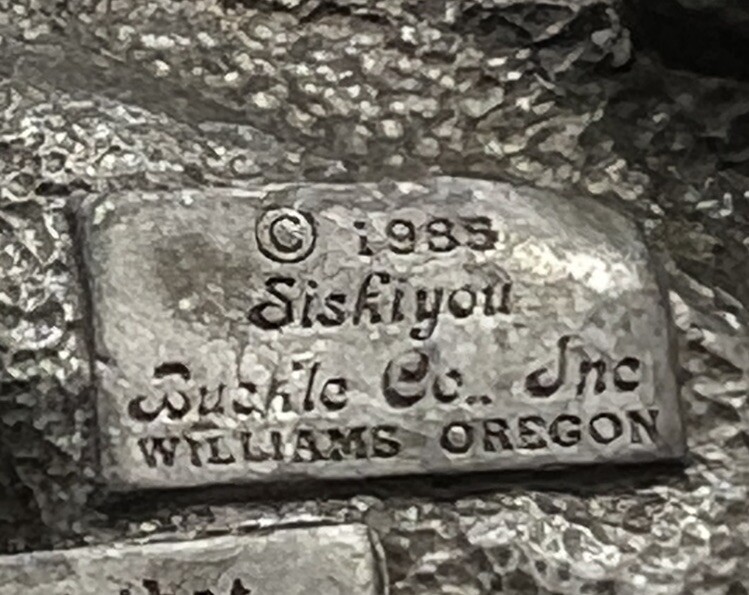 © 1985
Siskiyou
Buckle Co., Inc
WILLIAMS OREGON